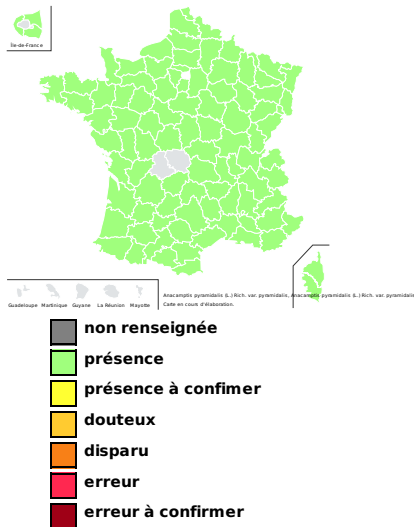 Île-de-France
Guadeloupe Martinique Guyane La Réunion Mayotte
Anacamptis pyramidalis (L.) Rich. var. pyramidalis, Anacamptis pyramidalis (L.) Rich. var. pyramidalis
Carte en cours d'élaboration.
non renseignée
présence
présence à confimer
douteux
disparu
erreur
erreur à confirmer